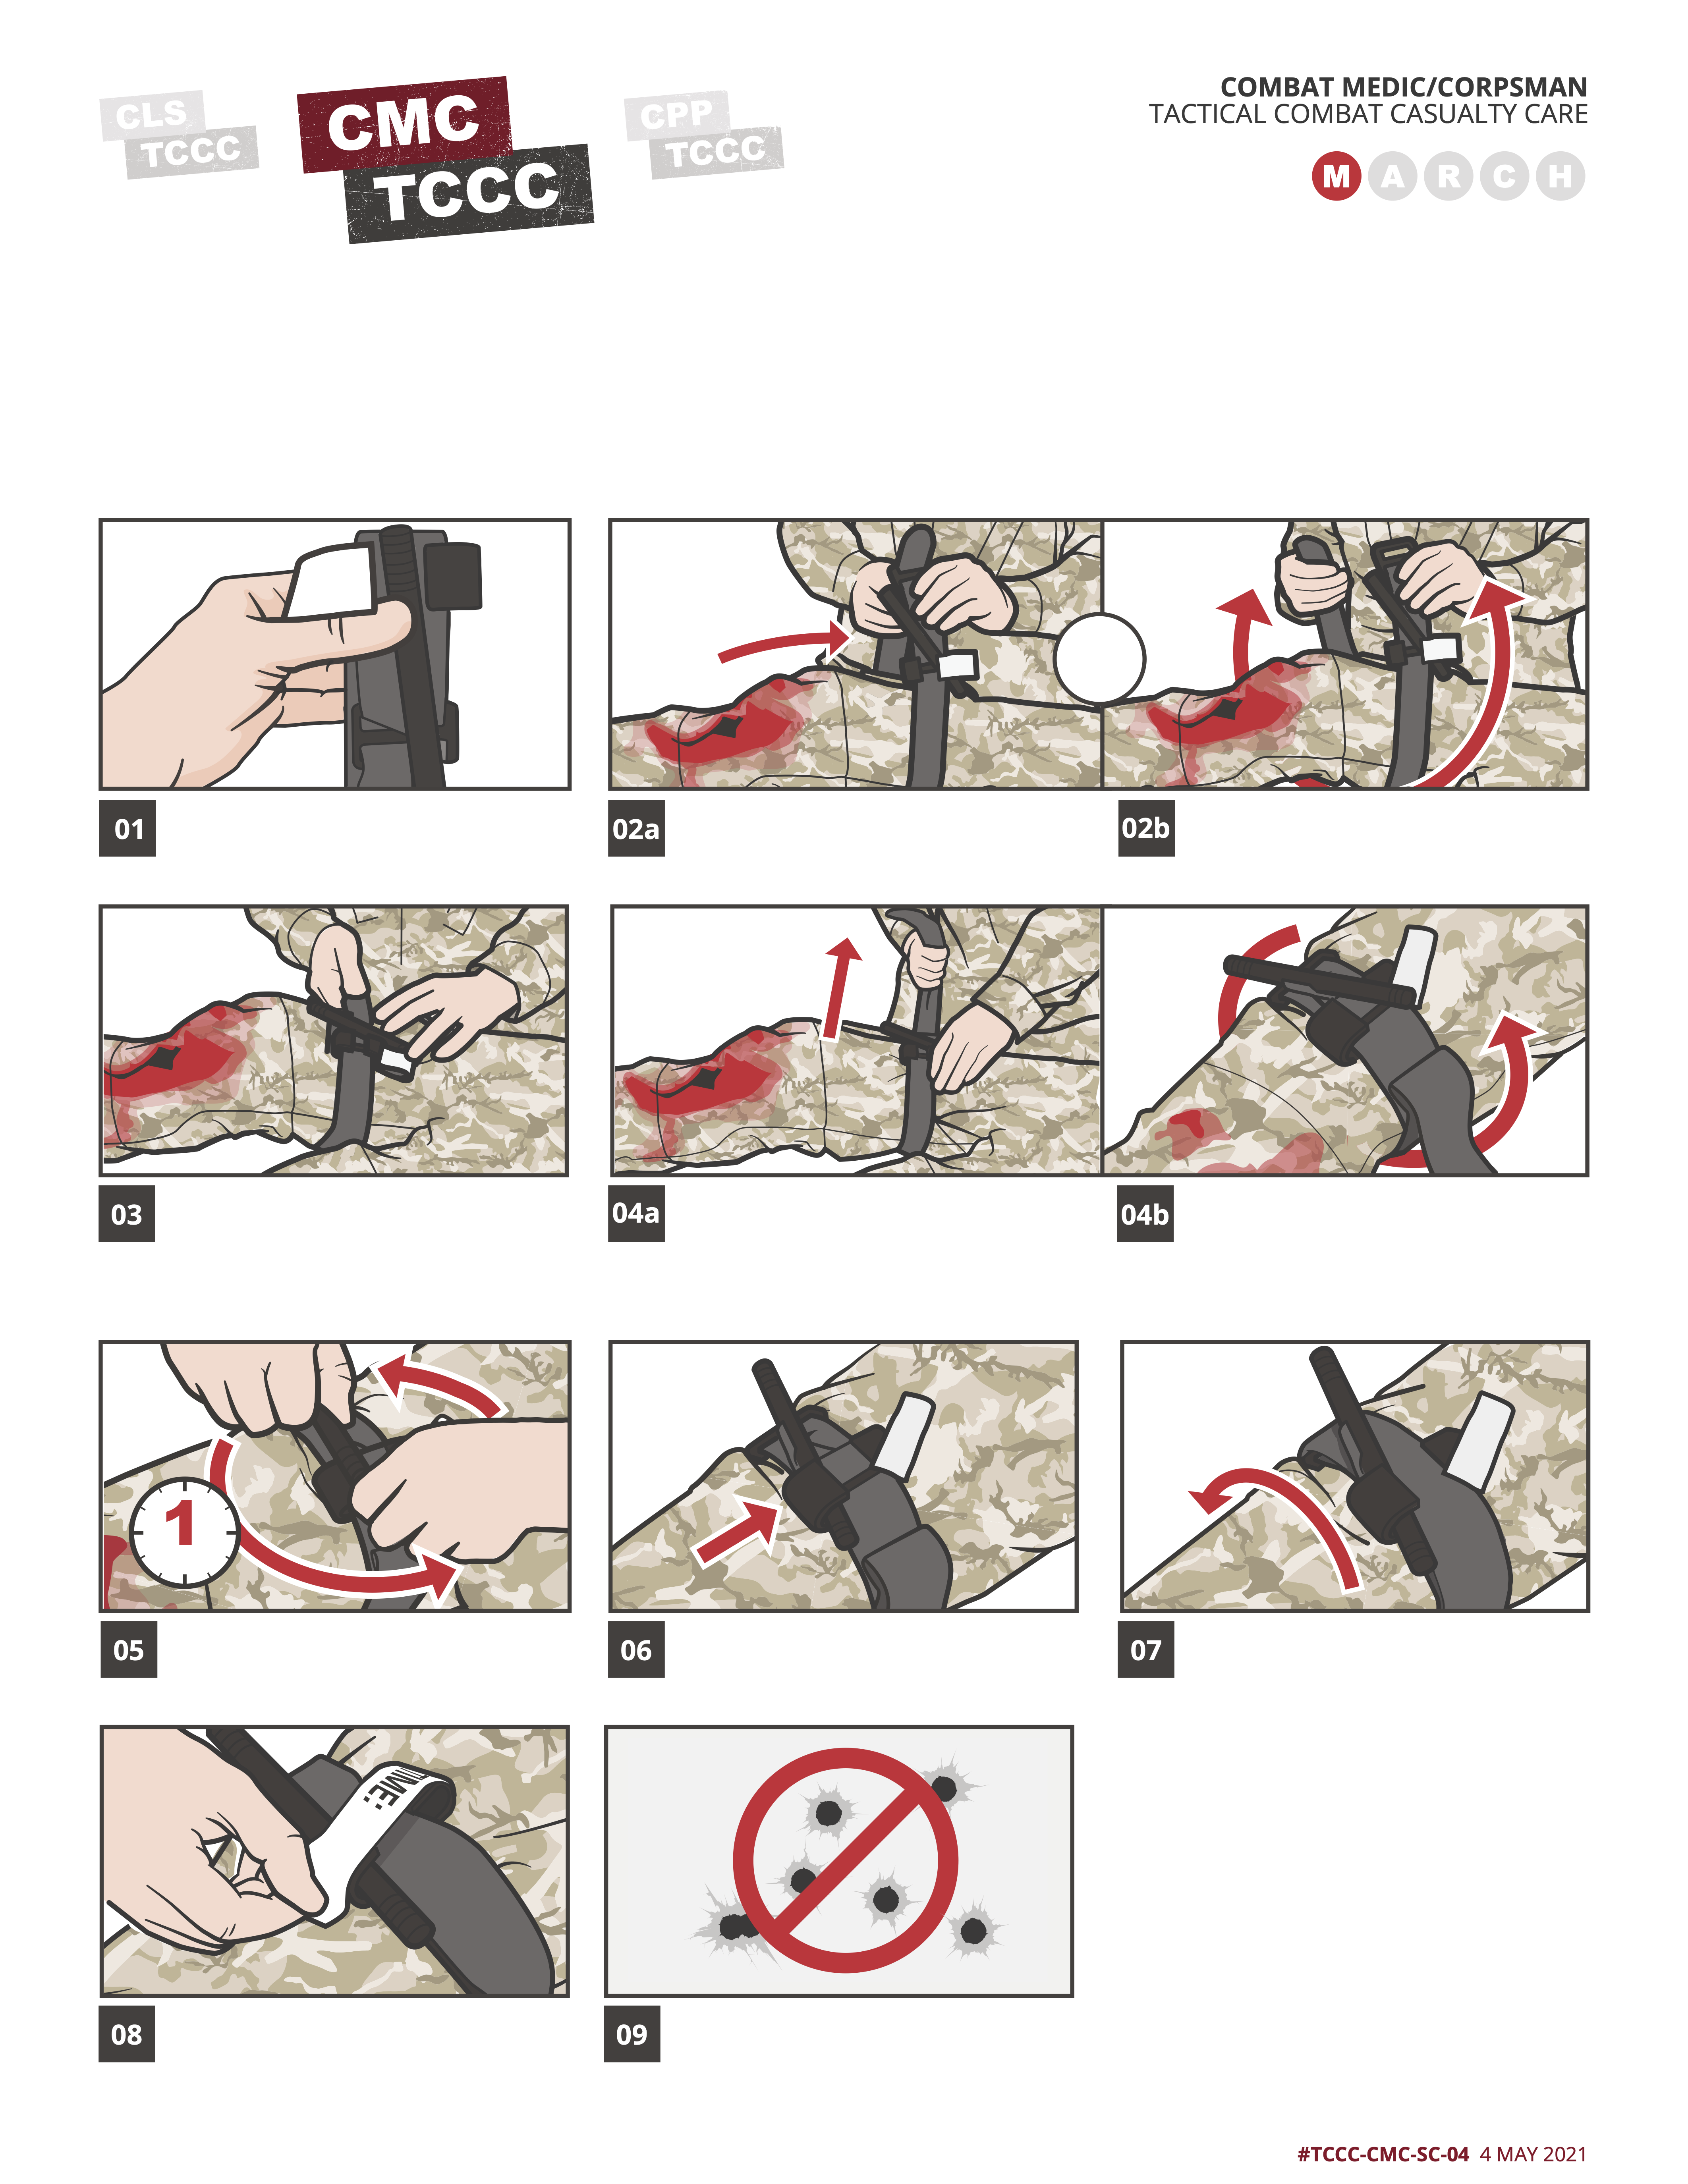 CLS
TCCC
CMC
TCCC
CPP
TCCC
COMBAT MEDIC/CORPSMAN
TACTICAL COMBAT CASUALTY CARE
M A R C H
01
02a
02b
03
04a
04b
1
05
06
07
TIME:
08
09
#TCCC-CMC-SC-04 4 MAY 2021